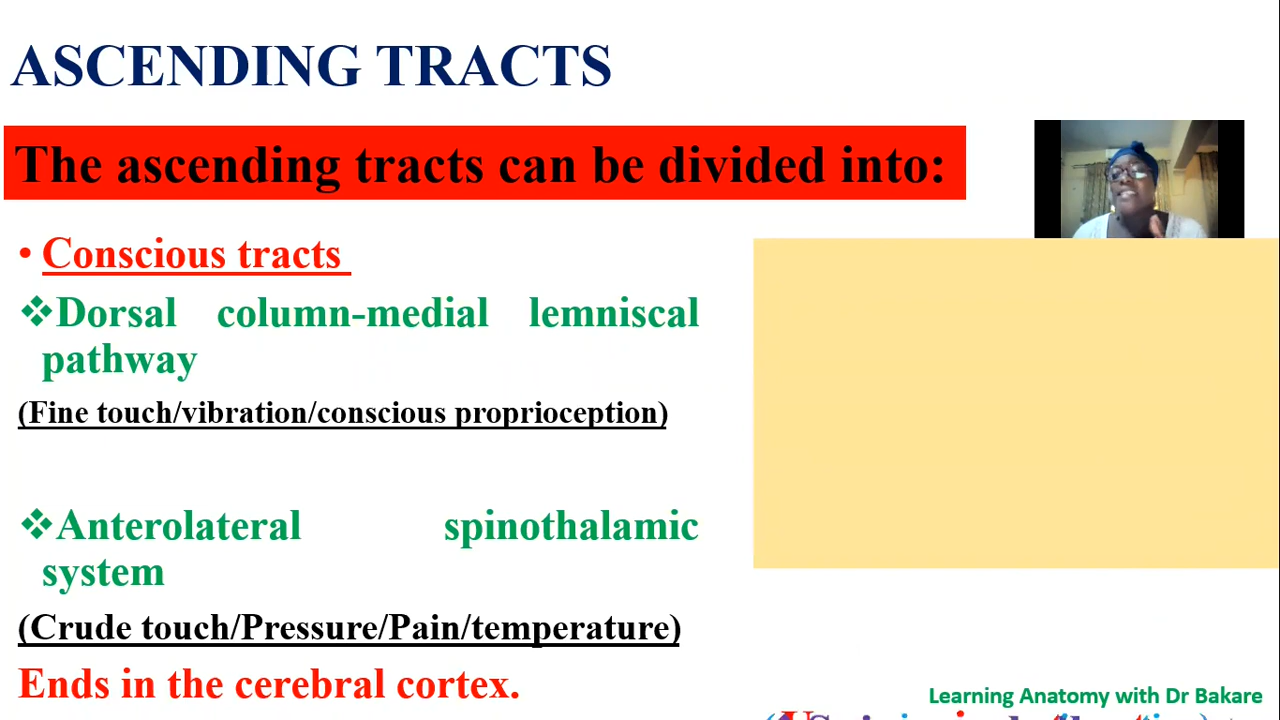 ASCENDING TRACTS
The ascending tracts can be divided into:
• Conscious tracts
❖Dorsal column-medial lemniscal
pathway
(Fine touch/vibration/conscious proprioception)
❖Anterolateral spinothalamic
system
(Crude touch/Pressure/Pain/temperature)
Ends in the cerebral cortex.
Learning Anatomy with Dr Bakare